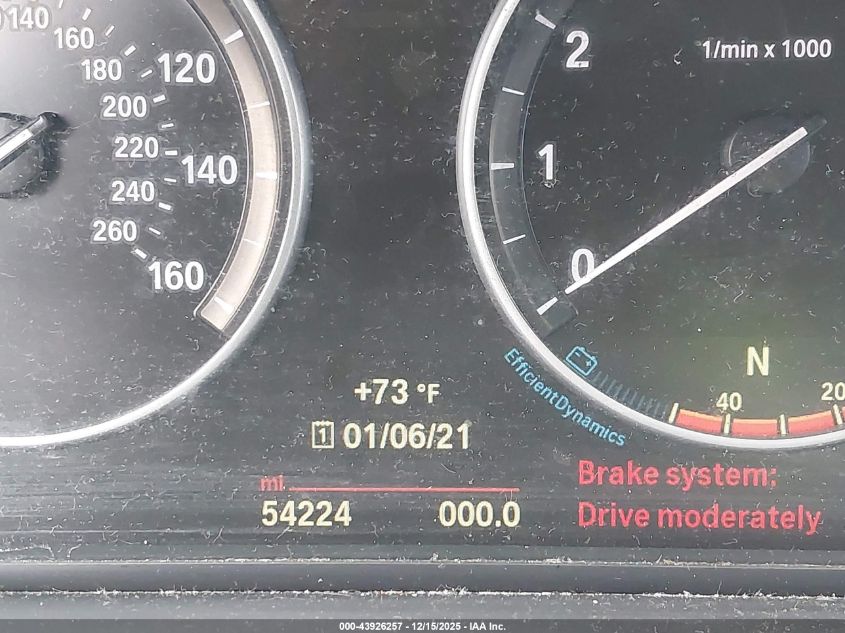 140
160
180
200
220
240
260
120
140
160
2
1/min x 1000
1
0
EfficientDynamics
N
40
20
+73 °F
1 01/06/21
mi
54224 000.0
Brake system;
Drive moderately
000-43926257 - 12/15/2025 - IAA Inc.